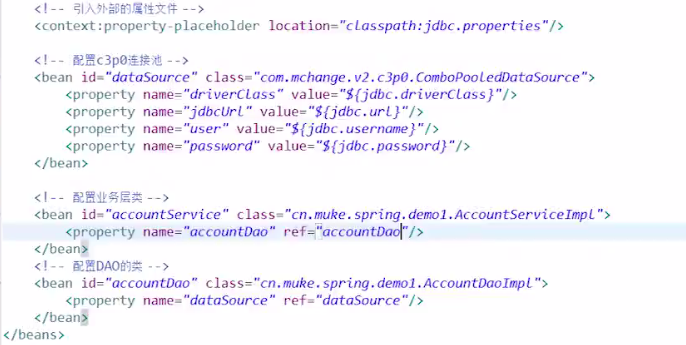 <!-- 引入外部的属性文件 -->
<context:property-placeholder location="classpath:jdbc.properties"/>
<!-- 配置c3p0连接池 -->
<bean id="dataSource" class="com.mchange.v2.c3p0.ComboPooledDataSource">
<property name="driverClass" value="${jdbc.driverClass}"/>
<property name="jdbcUrl" value="${jdbc.url}"/>
<property name="user" value="${jdbc.username}"/>
<property name="password" value="${jdbc.password}"/>
</bean>
<!-- 配置业务层类 -->
<bean id="accountService" class="cn.muke.spring.demo1.AccountServiceImpl">
<property name="accountDao" ref="accountDao"/>
</bean>
<!-- 配置DAO的类 -->
<bean id="accountDao" class="cn.muke.spring.demo1.AccountDaoImpl">
<property name="dataSource" ref="dataSource"/>
</bean>
</beans>